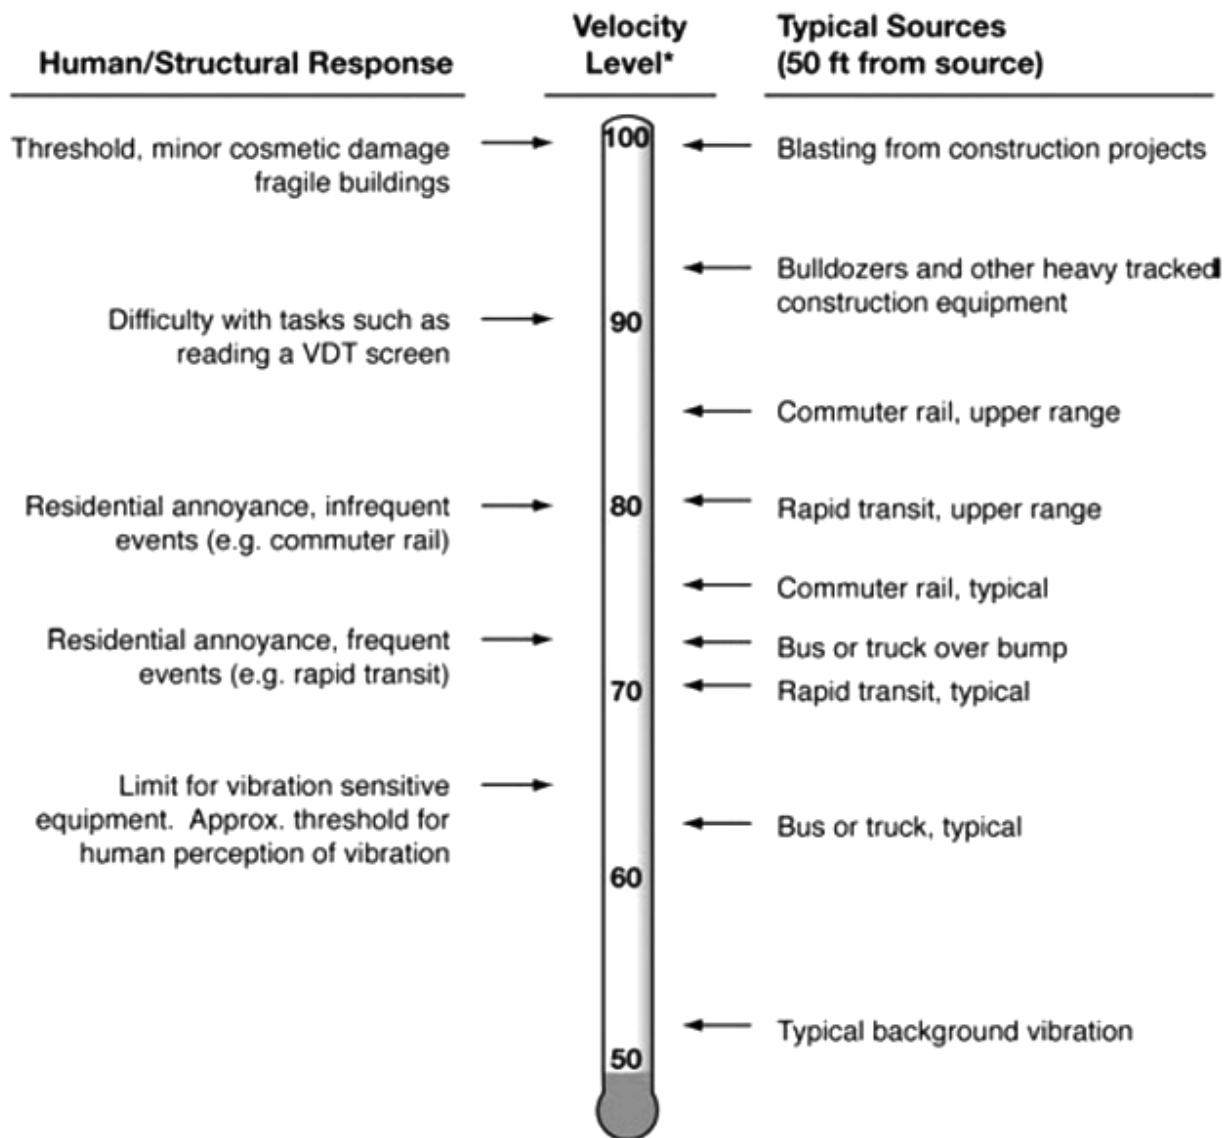 Human/Structural Response
Velocity
Level*
Typical Sources
(50 ft from source)
Threshold, minor cosmetic damage
fragile buildings
100
Blasting from construction projects
Bulldozers and other heavy tracked
construction equipment
Difficulty with tasks such as
reading a VDT screen
90
Commuter rail, upper range
Residential annoyance, infrequent
events (e.g. commuter rail)
80
Rapid transit, upper range
Commuter rail, typical
Residential annoyance, frequent
events (e.g. rapid transit)
Bus or truck over bump
70
Rapid transit, typical
Limit for vibration sensitive
equipment. Approx. threshold for
human perception of vibration
Bus or truck, typical
60
Typical background vibration
50